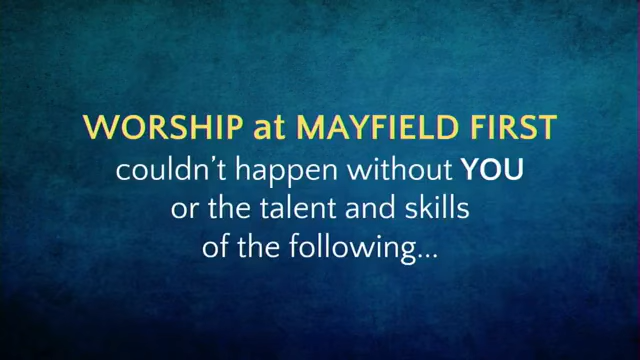 WORSHIP at MAYFIELD FIRST
couldn’t happen without YOU
or the talent and skills
of the following...